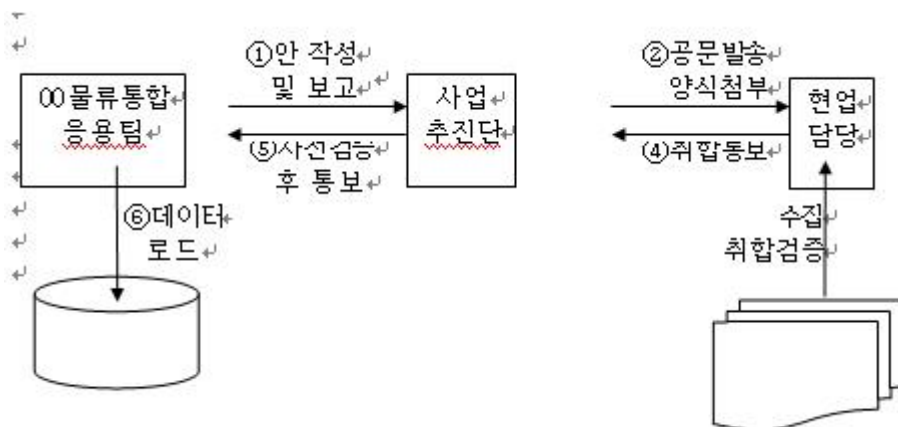 ①안 작성
및 보고
②공문발송
양식첨부
00물류통합
응용팀
사업
추진단
현업
담당
⑤사전검증
후 통보
④취합통보
⑥데이터
로드
수집
취합검증